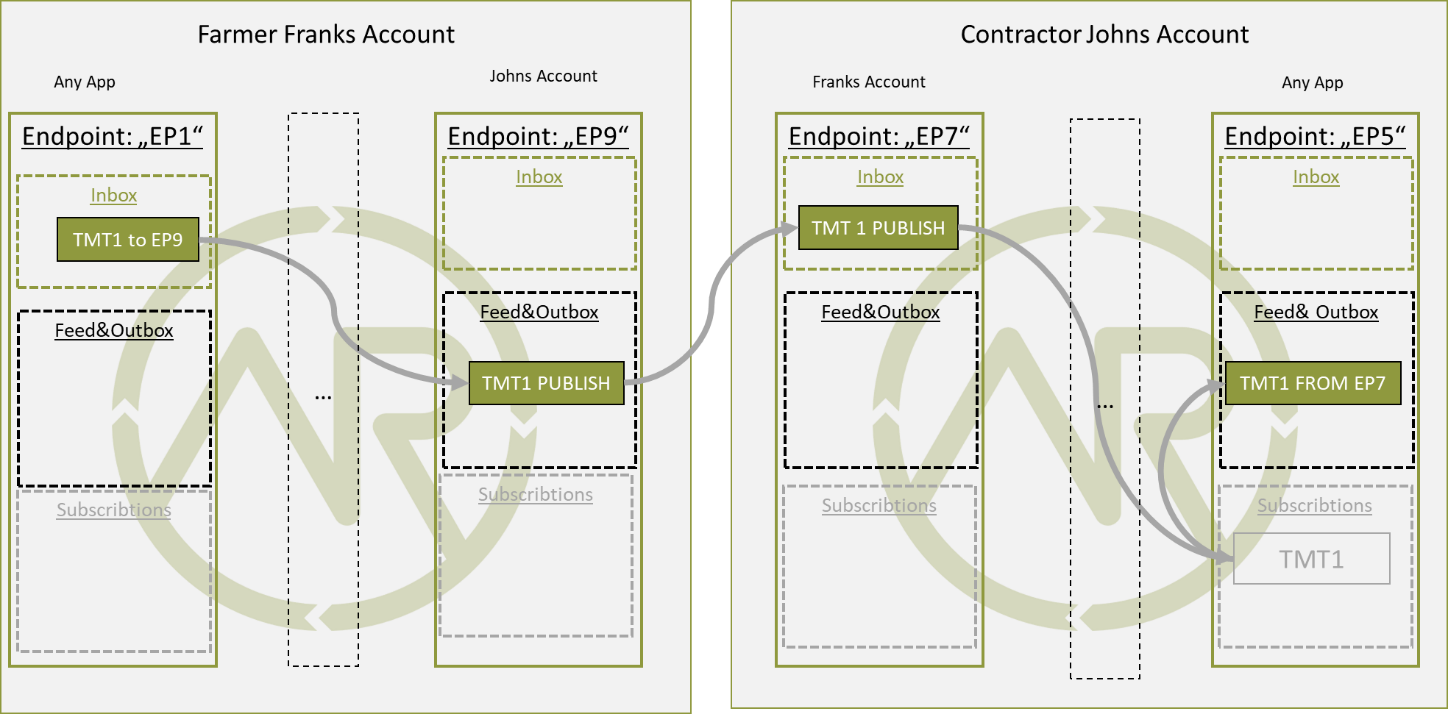 Farmer Franks Account
Any App
Johns Account
Endpoint: „EP1“
Inbox
TMT1 to EP9
Feed&Outbox
Subscribtions
...
Endpoint: „EP9“
Inbox
Feed&Outbox
TMT1 PUBLISH
Subscribtions
Contractor Johns Account
Franks Account
Any App
Endpoint: „EP7“
Inbox
TMT 1 PUBLISH
Feed&Outbox
Subscribtions
...
Endpoint: „EP5“
Inbox
Feed& Outbox
TMT1 FROM EP7
Subscribtions
TMT1